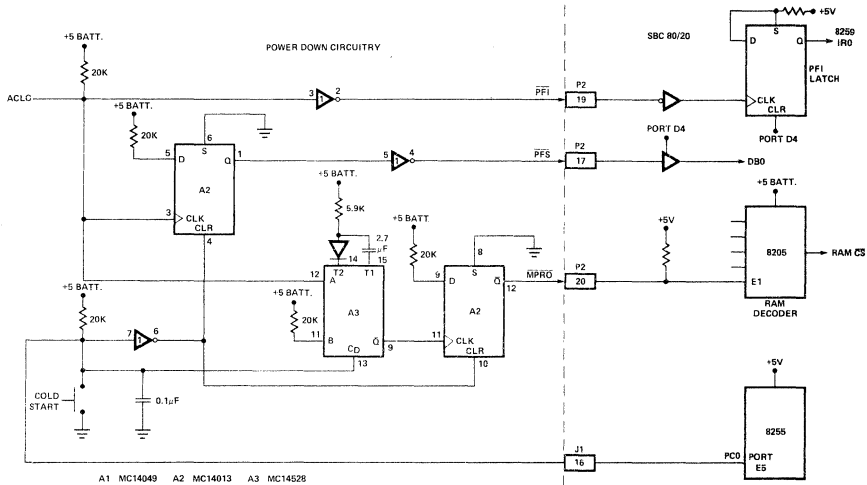 +5V
+5 BATT.
POWER DOWN CIRCUITRY
SBC 80/20
S
D
Q
8259
IR0
20K
PFI
LATCH
ACLO
3
1
2
PFI
P2
19
CLK
CLR
PORT D4
+5 BATT.
20K
6
S
5
D
Q
1
A2
3
CLK
CLR
4
5
1
4
PFS
P2
17
PORT D4
DB0
+5 BATT.
5.9K
2.7
µF
14
15
T2
T1
12
A
A3
+5 BATT.
20K
11
B
CD
Q
13
9
+5 BATT.
20K
8
S
9
D
Q
12
A2
11
CLK
CLR
10
MPRO
P2
20
+5V
+5 BATT.
8205
RAM CS
E1
RAM
DECODER
+5 BATT.
20K
7
1
6
COLD
START
0.1µF
+5V
8255
J1
16
PC0
PORT
E5
A1 MC14049 A2 MC14013 A3 MC14528